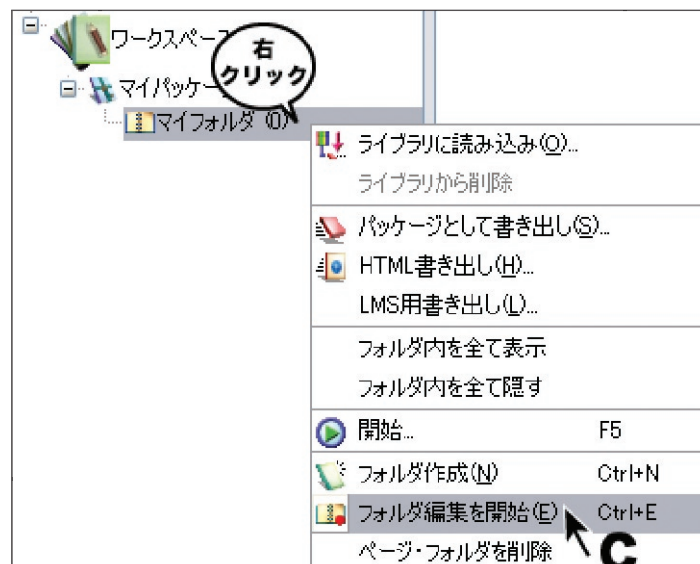 ワークスペー
右
クリック
マイパッケー
マイフォルダ (0)
ライブラリに読み込み(O)...
ライブラリから削除
パッケージとして書き出し(S)...
HTML書き出し(H)...
LMS用書き出し(L)...
フォルダ内を全て表示
フォルダ内を全て隠す
開始... F5
フォルダ作成(N) Ctrl+N
フォルダ編集を開始(E) Ctrl+E
ページ・フォルダを削除
C